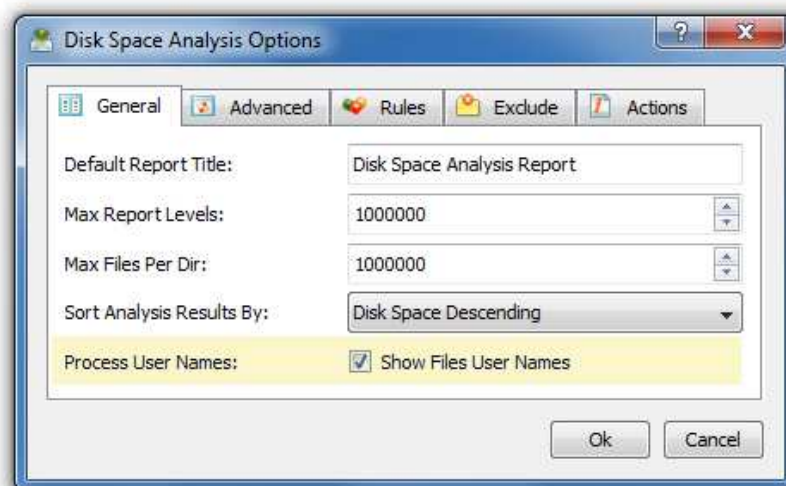 Disk Space Analysis Options
General Advanced Rules Exclude Actions
Default Report Title: Disk Space Analysis Report
Max Report Levels: 1000000
Max Files Per Dir: 1000000
Sort Analysis Results By: Disk Space Descending
Process User Names: Show Files User Names
Ok Cancel